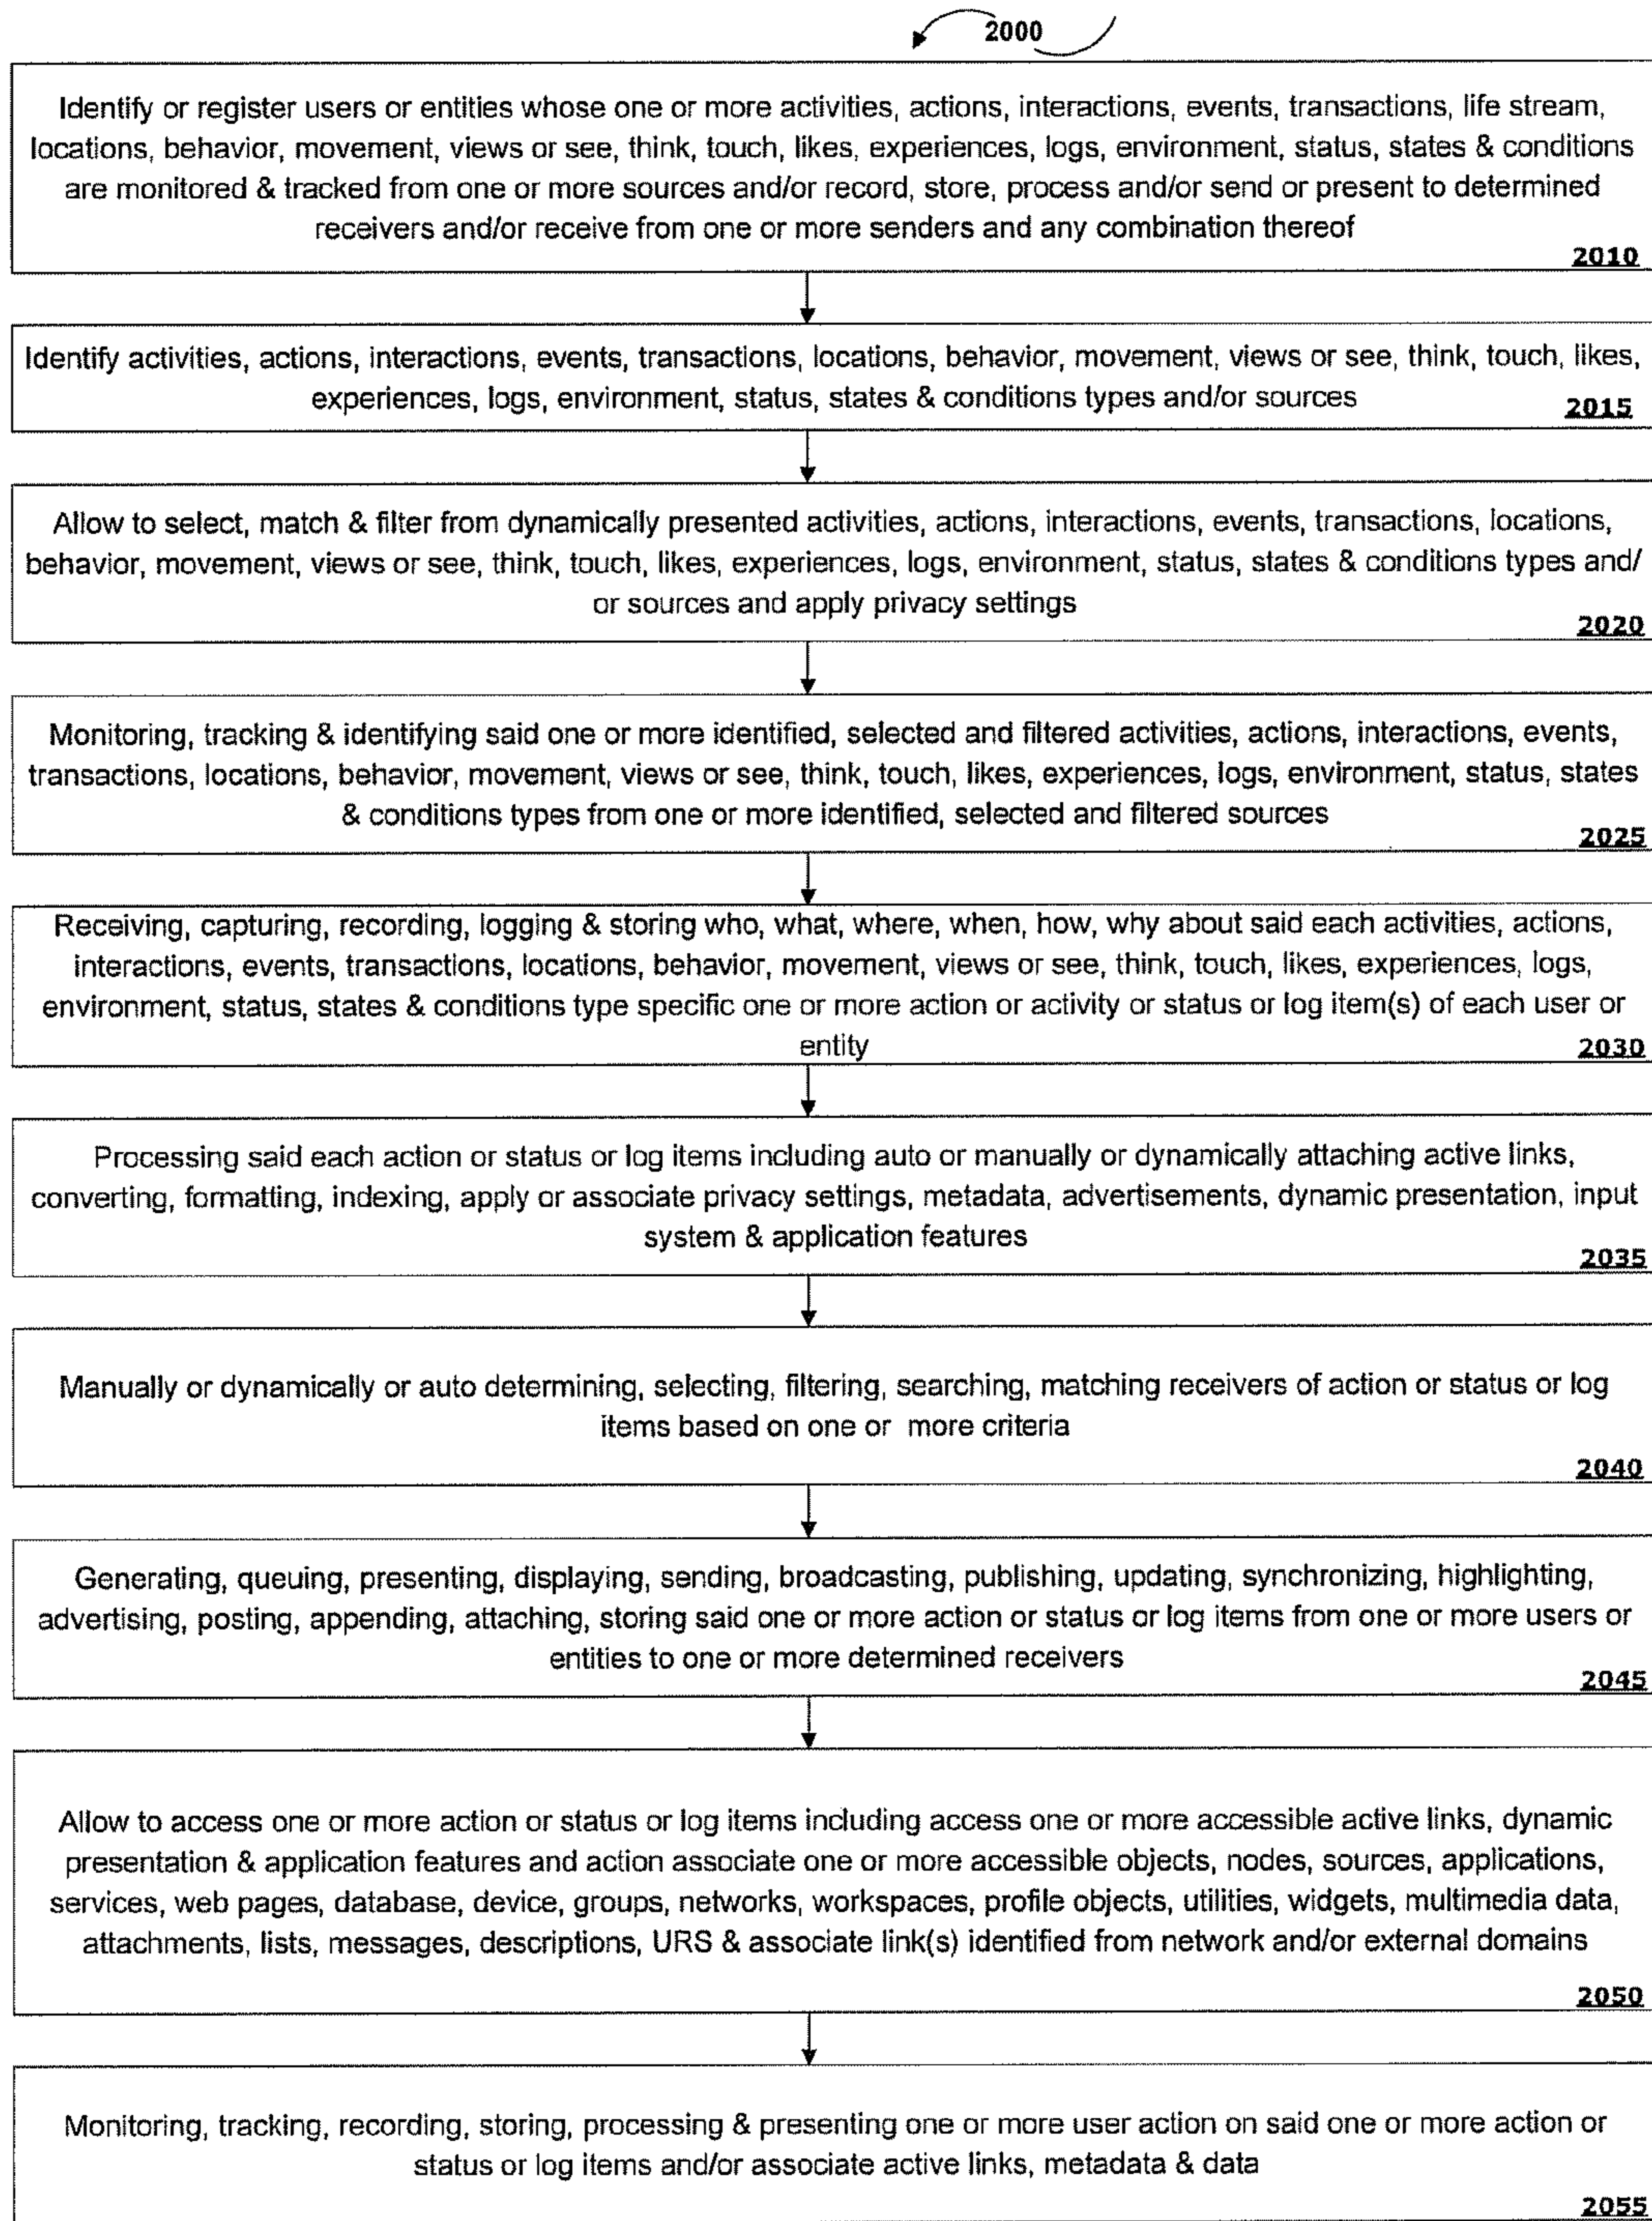 2000
Identify or register users or entities whose one or more activities, actions, interactions, events, transactions, life stream,
locations, behavior, movement, views or see, think, touch, likes, experiences, logs, environment, status, states & conditions
are monitored & tracked from one or more sources and/or record, store, process and/or send or present to determined
receivers and/or receive from one or more senders and any combination thereof
2010
Identify activities, actions, interactions, events, transactions, locations, behavior, movement, views or see, think, touch, likes,
experiences, logs, environment, status, states & conditions types and/or sources
2015
Allow to select, match & filter from dynamically presented activities, actions, interactions, events, transactions, locations,
behavior, movement, views or see, think, touch, likes, experiences, logs, environment, status, states & conditions types and/
or sources and apply privacy settings
2020
Monitoring, tracking & identifying said one or more identified, selected and filtered activities, actions, interactions, events,
transactions, locations, behavior, movement, views or see, think, touch, likes, experiences, logs, environment, status, states
& conditions types from one or more identified, selected and filtered sources
2025
Receiving, capturing, recording, logging & storing who, what, where, when, how, why about said each activities, actions,
interactions, events, transactions, locations, behavior, movement, views or see, think, touch, likes, experiences, logs,
environment, status, states & conditions type specific one or more action or activity or status or log item(s) of each user or
entity
2030
Processing said each action or status or log items including auto or manually or dynamically attaching active links,
converting, formatting, indexing, apply or associate privacy settings, metadata, advertisements, dynamic presentation, input
system & application features
2035
Manually or dynamically or auto determining, selecting, filtering, searching, matching receivers of action or status or log
items based on one or more criteria
2040
Generating, queuing, presenting, displaying, sending, broadcasting, publishing, updating, synchronizing, highlighting,
advertising, posting, appending, attaching, storing said one or more action or status or log items from one or more users or
entities to one or more determined receivers
2045
Allow to access one or more action or status or log items including access one or more accessible active links, dynamic
presentation & application features and action associate one or more accessible objects, nodes, sources, applications,
services, web pages, database, device, groups, networks, workspaces, profile objects, utilities, widgets, multimedia data,
attachments, lists, messages, descriptions, URS & associate link(s) identified from network and/or external domains
2050
Monitoring, tracking, recording, storing, processing & presenting one or more user action on said one or more action or
status or log items and/or associate active links, metadata & data
2055